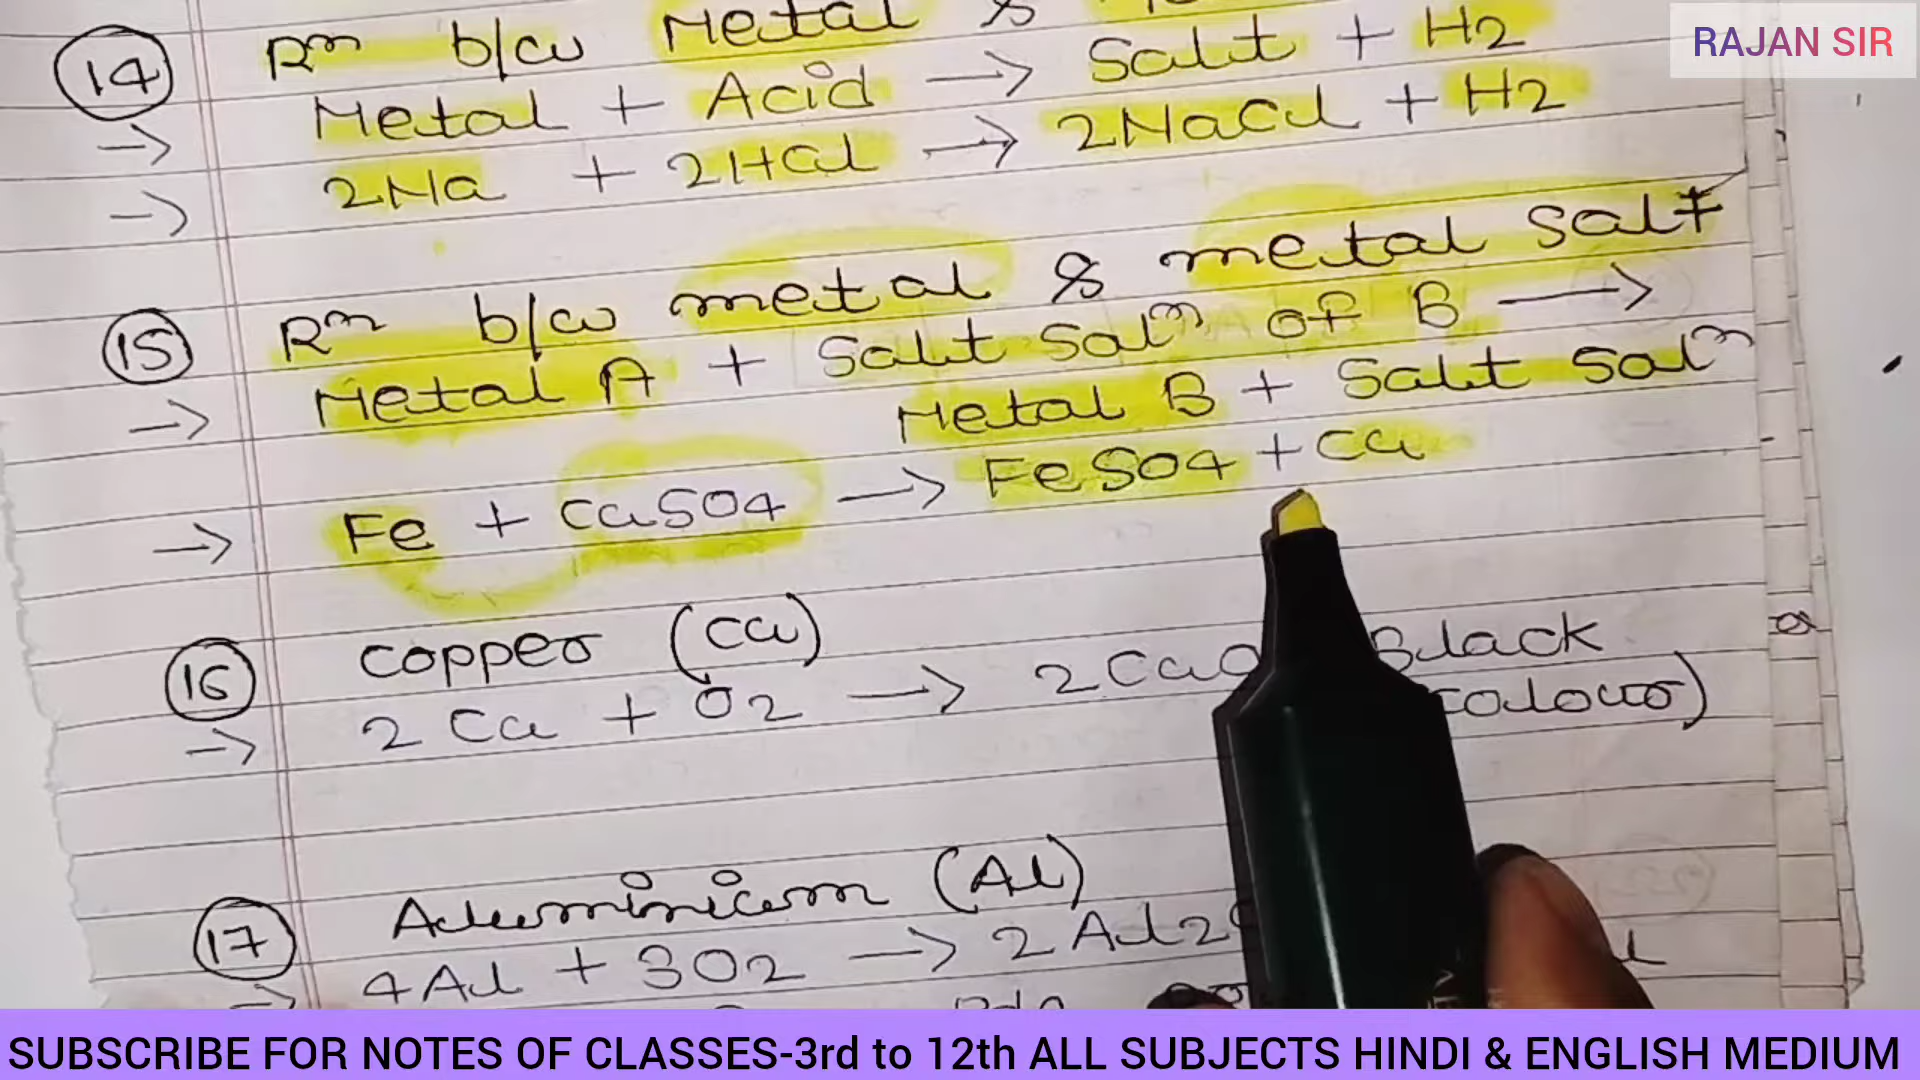 RAJAN SIR
14 Rxn b/w Metal &
→ Metal + Acid → Salt + H2
→ 2Na + 2HCl → 2NaCl + H2
15 Rxn b/w metal & metal Salt
→ Metal A + Salt Soln of B →
Metal B + Salt Soln
→ Fe + CuSO4 → FeSO4 + Cu
16 Copper (Cu)
→ 2Cu + O2 → 2CuO Black
colour)
17 Aluminium (Al)
→ 4Al + 3O2 → 2Al2
SUBSCRIBE FOR NOTES OF CLASSES-3rd to 12th ALL SUBJECTS HINDI & ENGLISH MEDIUM